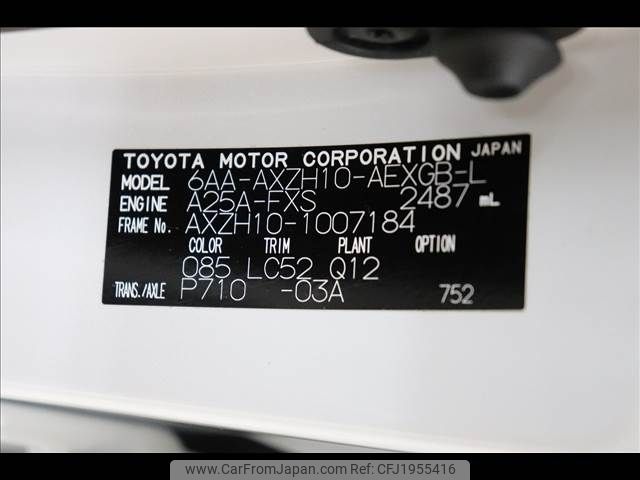 TOYOTA MOTOR CORPORATION JAPAN
MODEL 6AA-AXZH10-AEXGB-L
ENGINE A25A-FXS 2487 mL
FRAME No. AXZH10-1007184
COLOR TRIM PLANT OPTION
085 LC52 Q12
TRANS./AXLE P710 -03A 752
www.CarFromJapan.com CFJ1955416